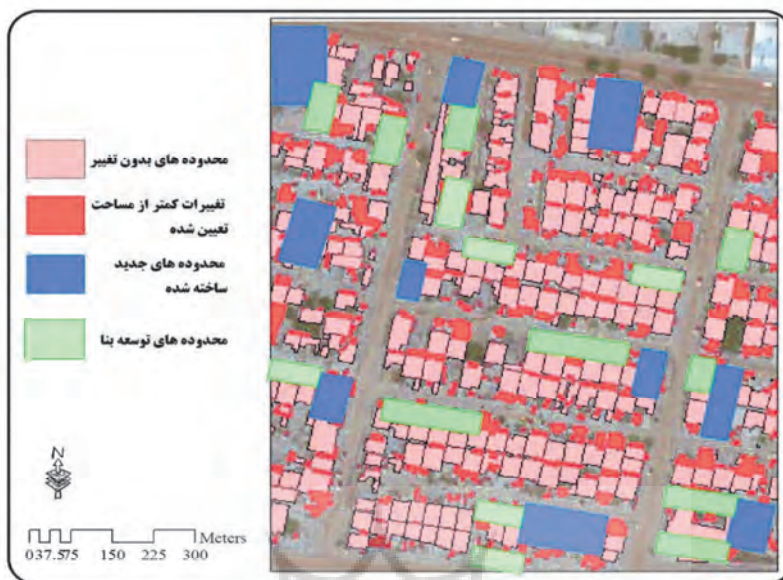 محدوده های بدون تغییر
تغییرات کمتر از مساحت
تعیین شده
محدوده های جدید
ساخته شده
محدوده های توسعه بنا
N
Meters
037.575 150 225 300